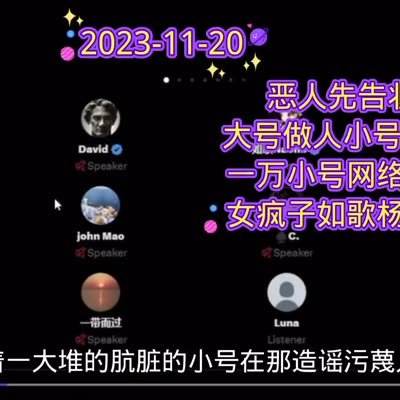 2023-11-20
恶人先告状
大号做人小号
一万小号网络
女疯子如歌杨
David
Speaker
john Mao
Speaker
C.
Speaker
一带而过
Speaker
Luna
Listener
着一大堆的肮脏的小号在那造谣污蔑人